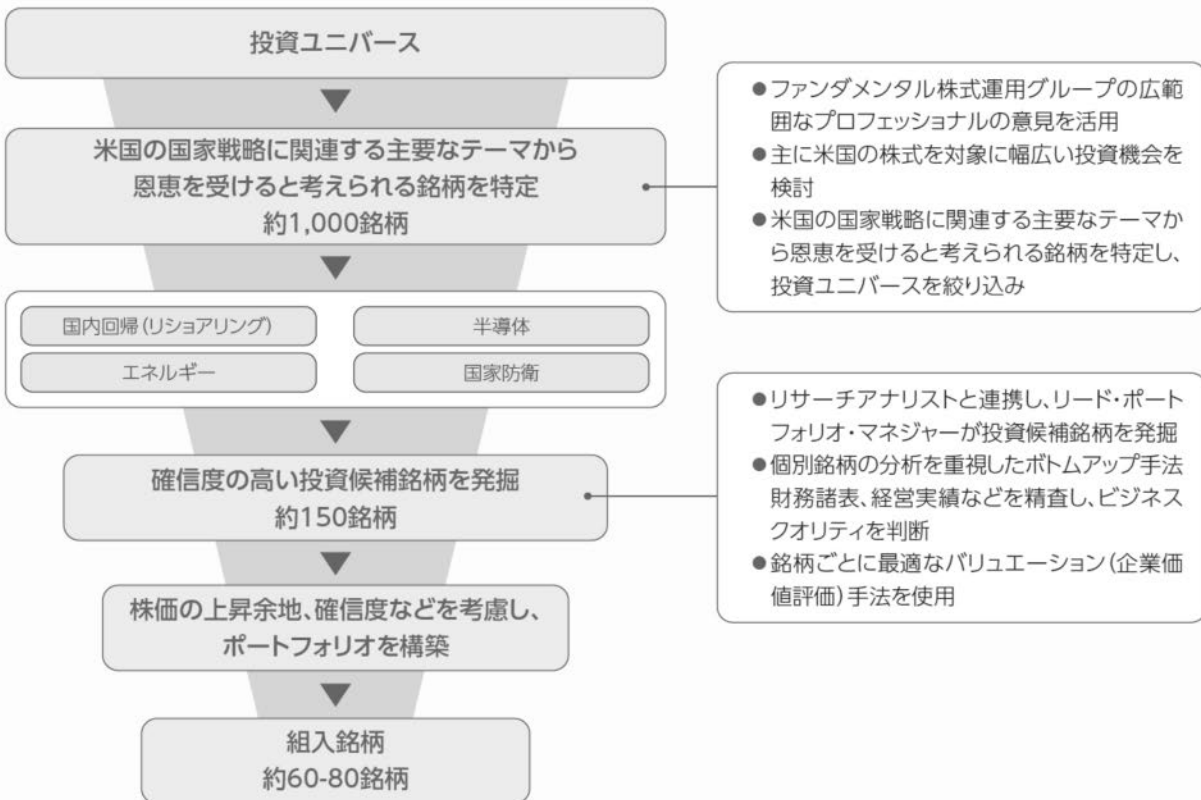 投資ユニバース
米国の国家戦略に関連する主要なテーマから
恩恵を受けると考えられる銘柄を特定
約1,000銘柄
●ファンダメンタル株式運用グループの広範
囲なプロフェッショナルの意見を活用
●主に米国の株式を対象に幅広い投資機会を
検討
●米国の国家戦略に関連する主要なテーマか
ら恩恵を受けると考えられる銘柄を特定し、
投資ユニバースを絞り込み
国内回帰(リショアリング)
半導体
エネルギー
国家防衛
確信度の高い投資候補銘柄を発掘
約150銘柄
●リサーチアナリストと連携し、リード・ポート
フォリオ・マネジャーが投資候補銘柄を発掘
●個別銘柄の分析を重視したボトムアップ手法
財務諸表、経営実績などを精査し、ビジネス
クオリティを判断
●銘柄ごとに最適なバリュエーション(企業価
値評価)手法を使用
株価の上昇余地、確信度などを考慮し、
ポートフォリオを構築
組入銘柄
約60-80銘柄